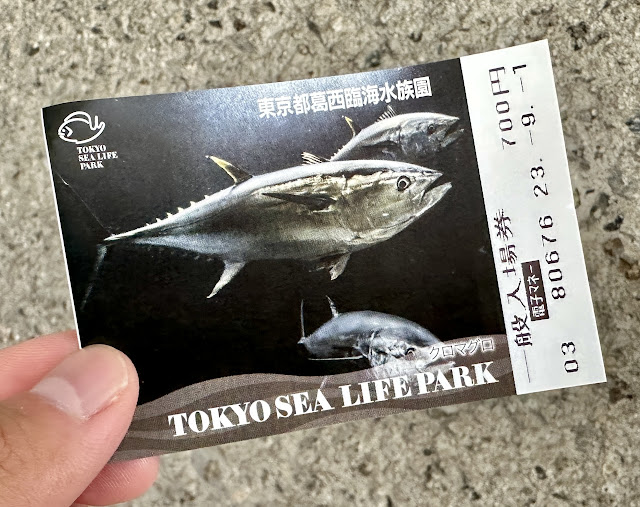 東京都葛西臨海水族園
TOKYO
SEA LIFE
PARK
クロマグロ
TOKYO SEA LIFE PARK
一般入場券 700円
電子マネー
03 80676 23. -9. -1